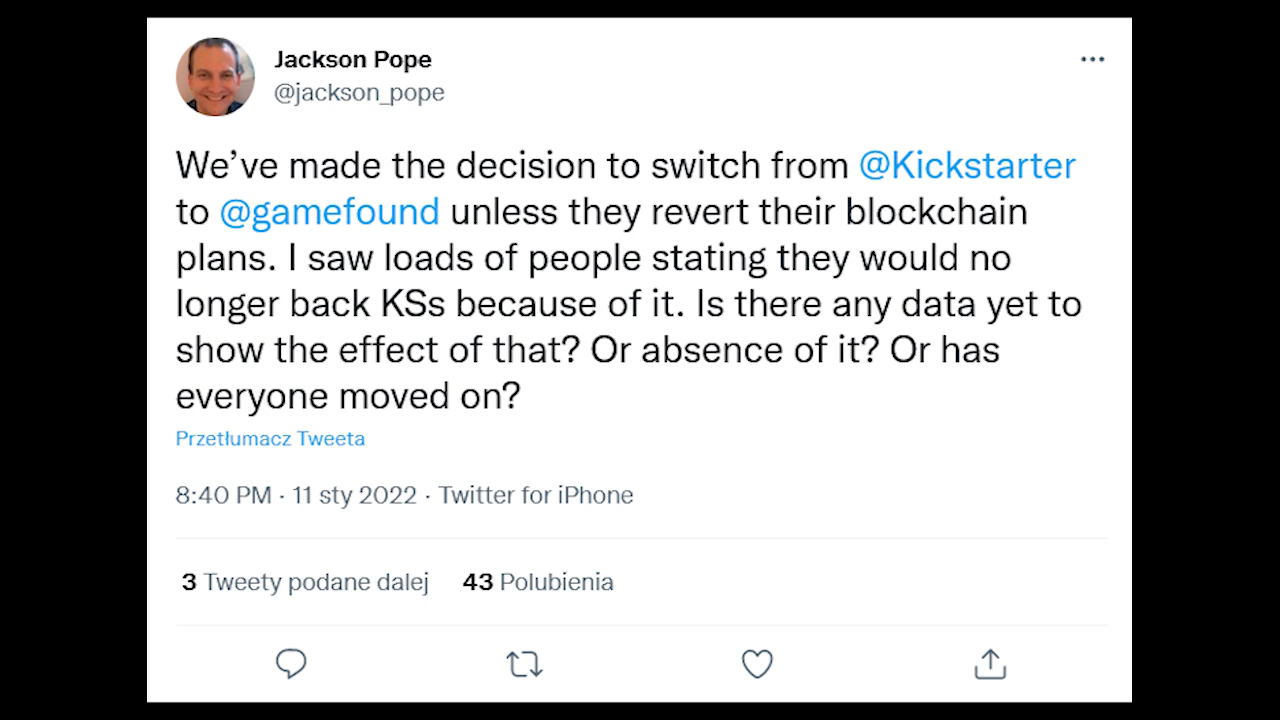 Jackson Pope
@jackson_pope
We’ve made the decision to switch from @Kickstarter
to @gamefound unless they revert their blockchain
plans. I saw loads of people stating they would no
longer back KSs because of it. Is there any data yet to
show the effect of that? Or absence of it? Or has
everyone moved on?
Przetłumacz Tweeta
8:40 PM · 11 sty 2022 · Twitter for iPhone
3 Tweety podane dalej 43 Polubienia